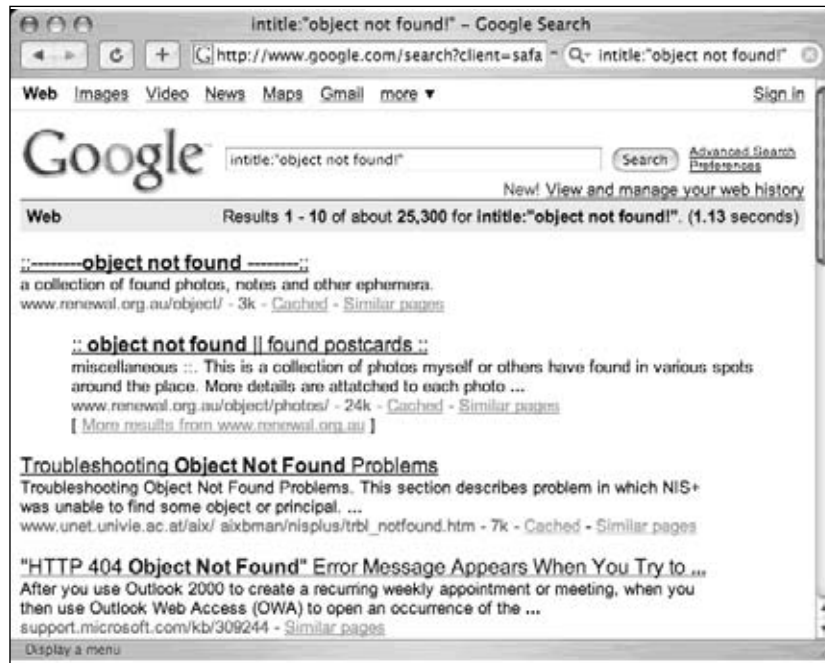 intitle:"object not found!" – Google Search
G http://www.google.com/search?client=safa
intitle:"object not found!"
Web Images Video News Maps Gmail more ▼ Sign in
Google
intitle:"object not found!"
Search
Advanced Search
Preferences
New! View and manage your web history
Web Results 1 - 10 of about 25,300 for intitle:"object not found!". (1.13 seconds)
::--------object not found --------::
a collection of found photos, notes and other ephemera.
www.renewal.org.au/object/ - 3k - Cached - Similar pages
:: object not found || found postcards ::
miscellaneous ::. This is a collection of photos myself or others have found in various spots
around the place. More details are attatched to each photo ...
www.renewal.org.au/object/photos/ - 24k - Cached - Similar pages
[ More results from www.renewal.org.au ]
Troubleshooting Object Not Found Problems
Troubleshooting Object Not Found Problems. This section describes problem in which NIS+
was unable to find some object or principal. ...
www.unet.univie.ac.at/aix/ aixbman/nisplus/trbl_notfound.htm - 7k - Cached - Similar pages
"HTTP 404 Object Not Found" Error Message Appears When You Try to ...
After you use Outlook 2000 to create a recurring weekly appointment or meeting, when you
then use Outlook Web Access (OWA) to open an occurrence of the ...
support.microsoft.com/kb/309244 - Similar pages
Display a menu